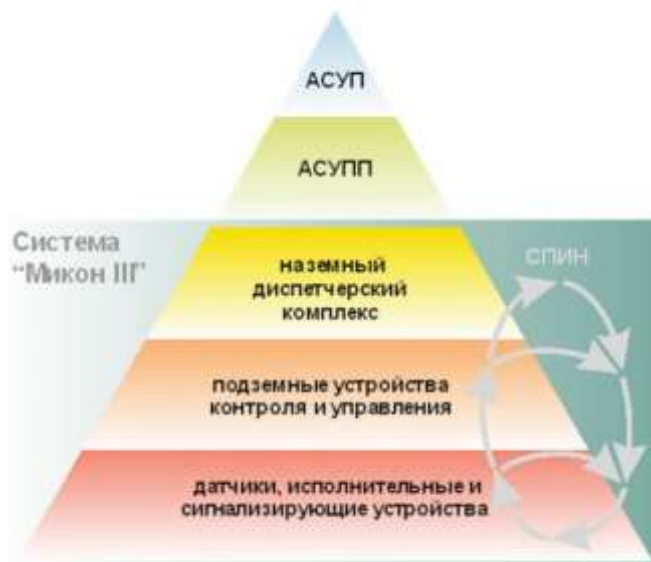 АСУП
АСУПП
Система
“Микон III”
наземный
диспетчерский
комплекс
СПИН
подземные устройства
контроля и управления
датчики, исполнительные и
сигнализирующие устройства